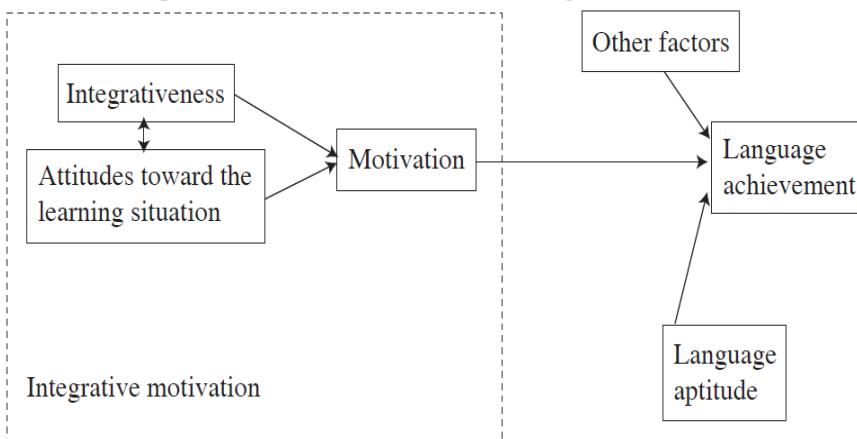 Other factors
Integrativeness
Motivation
Language
achievement
Attitudes toward the
learning situation
Integrative motivation
Language
aptitude